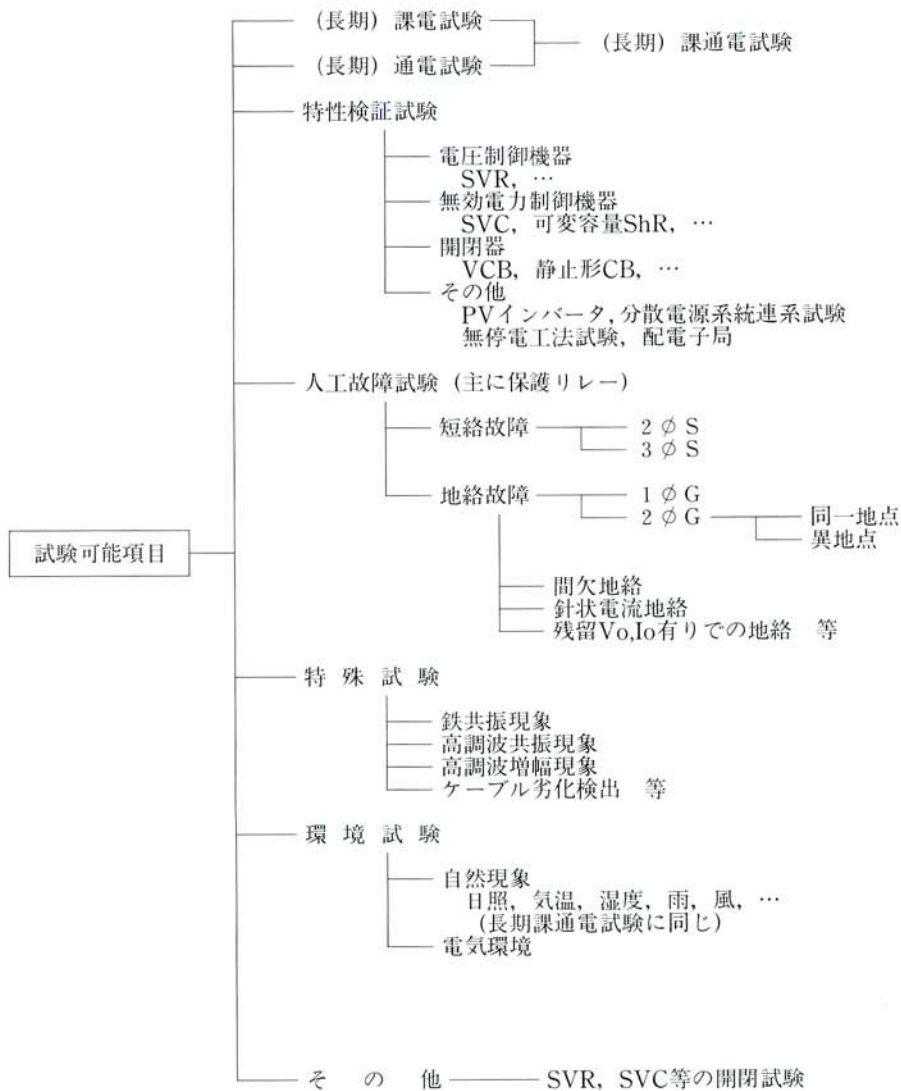 (長期) 課電試験
(長期) 課通電試験
(長期) 通電試験
特性検証試験
電圧制御機器
SVR, …
無効電力制御機器
SVC, 可変容量ShR, …
開閉器
VCB, 静止形CB, …
その他
PVインバータ, 分散電源系統連系試験
無停電工法試験, 配電子局
人工故障試験 (主に保護リレー)
短絡故障
2φS
3φS
地絡故障
1φG
2φG
同一地点
異地点
試験可能項目
間欠地絡
針状電流地絡
残留Vo,Io有りでの地絡 等
特殊試験
鉄共振現象
高調波共振現象
高調波増幅現象
ケーブル劣化検出 等
環境試験
自然現象
日照, 気温, 湿度, 雨, 風, …
(長期課通電試験に同じ)
電気環境
その他 SVR, SVC等の開閉試験